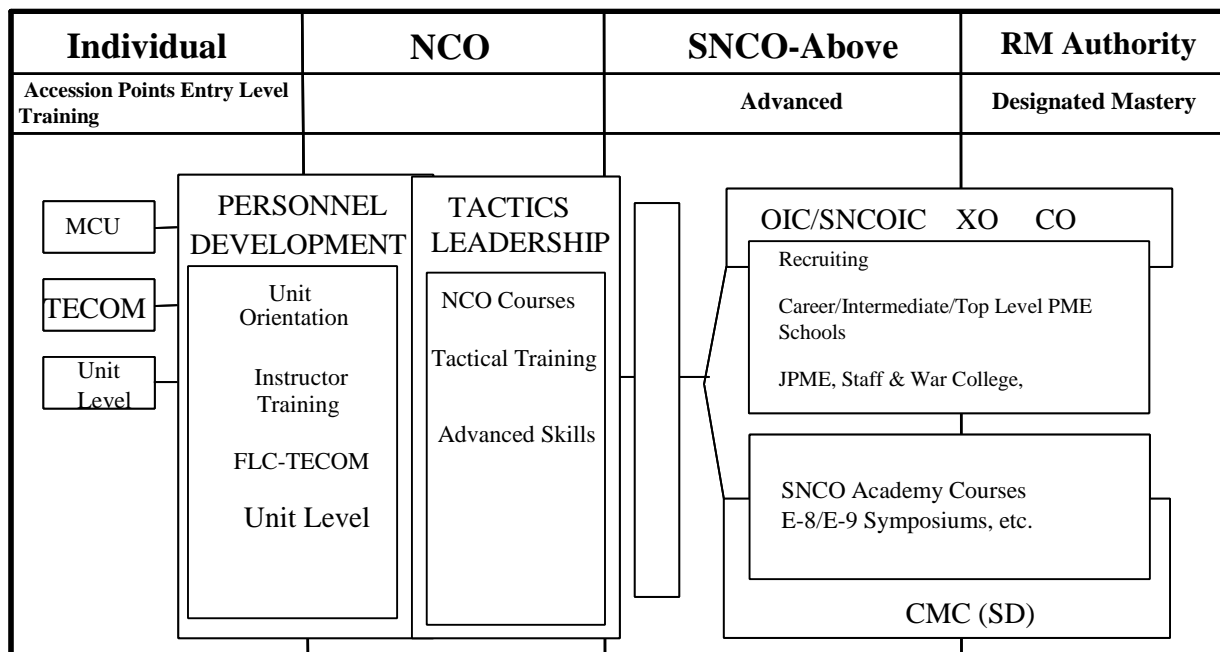 Individual
NCO
SNCO-Above
RM Authority
Accession Points Entry Level
Training
Advanced
Designated Mastery
MCU
TECOM
Unit
Level
PERSONNEL
DEVELOPMENT
Unit
Orientation
Instructor
Training
FLC-TECOM
Unit Level
TACTICS
LEADERSHIP
NCO Courses
Tactical Training
Advanced Skills
OIC/SNCOIC XO CO
Recruiting
Career/Intermediate/Top Level PME
Schools
JPME, Staff & War College,
SNCO Academy Courses
E-8/E-9 Symposiums, etc.
CMC (SD)